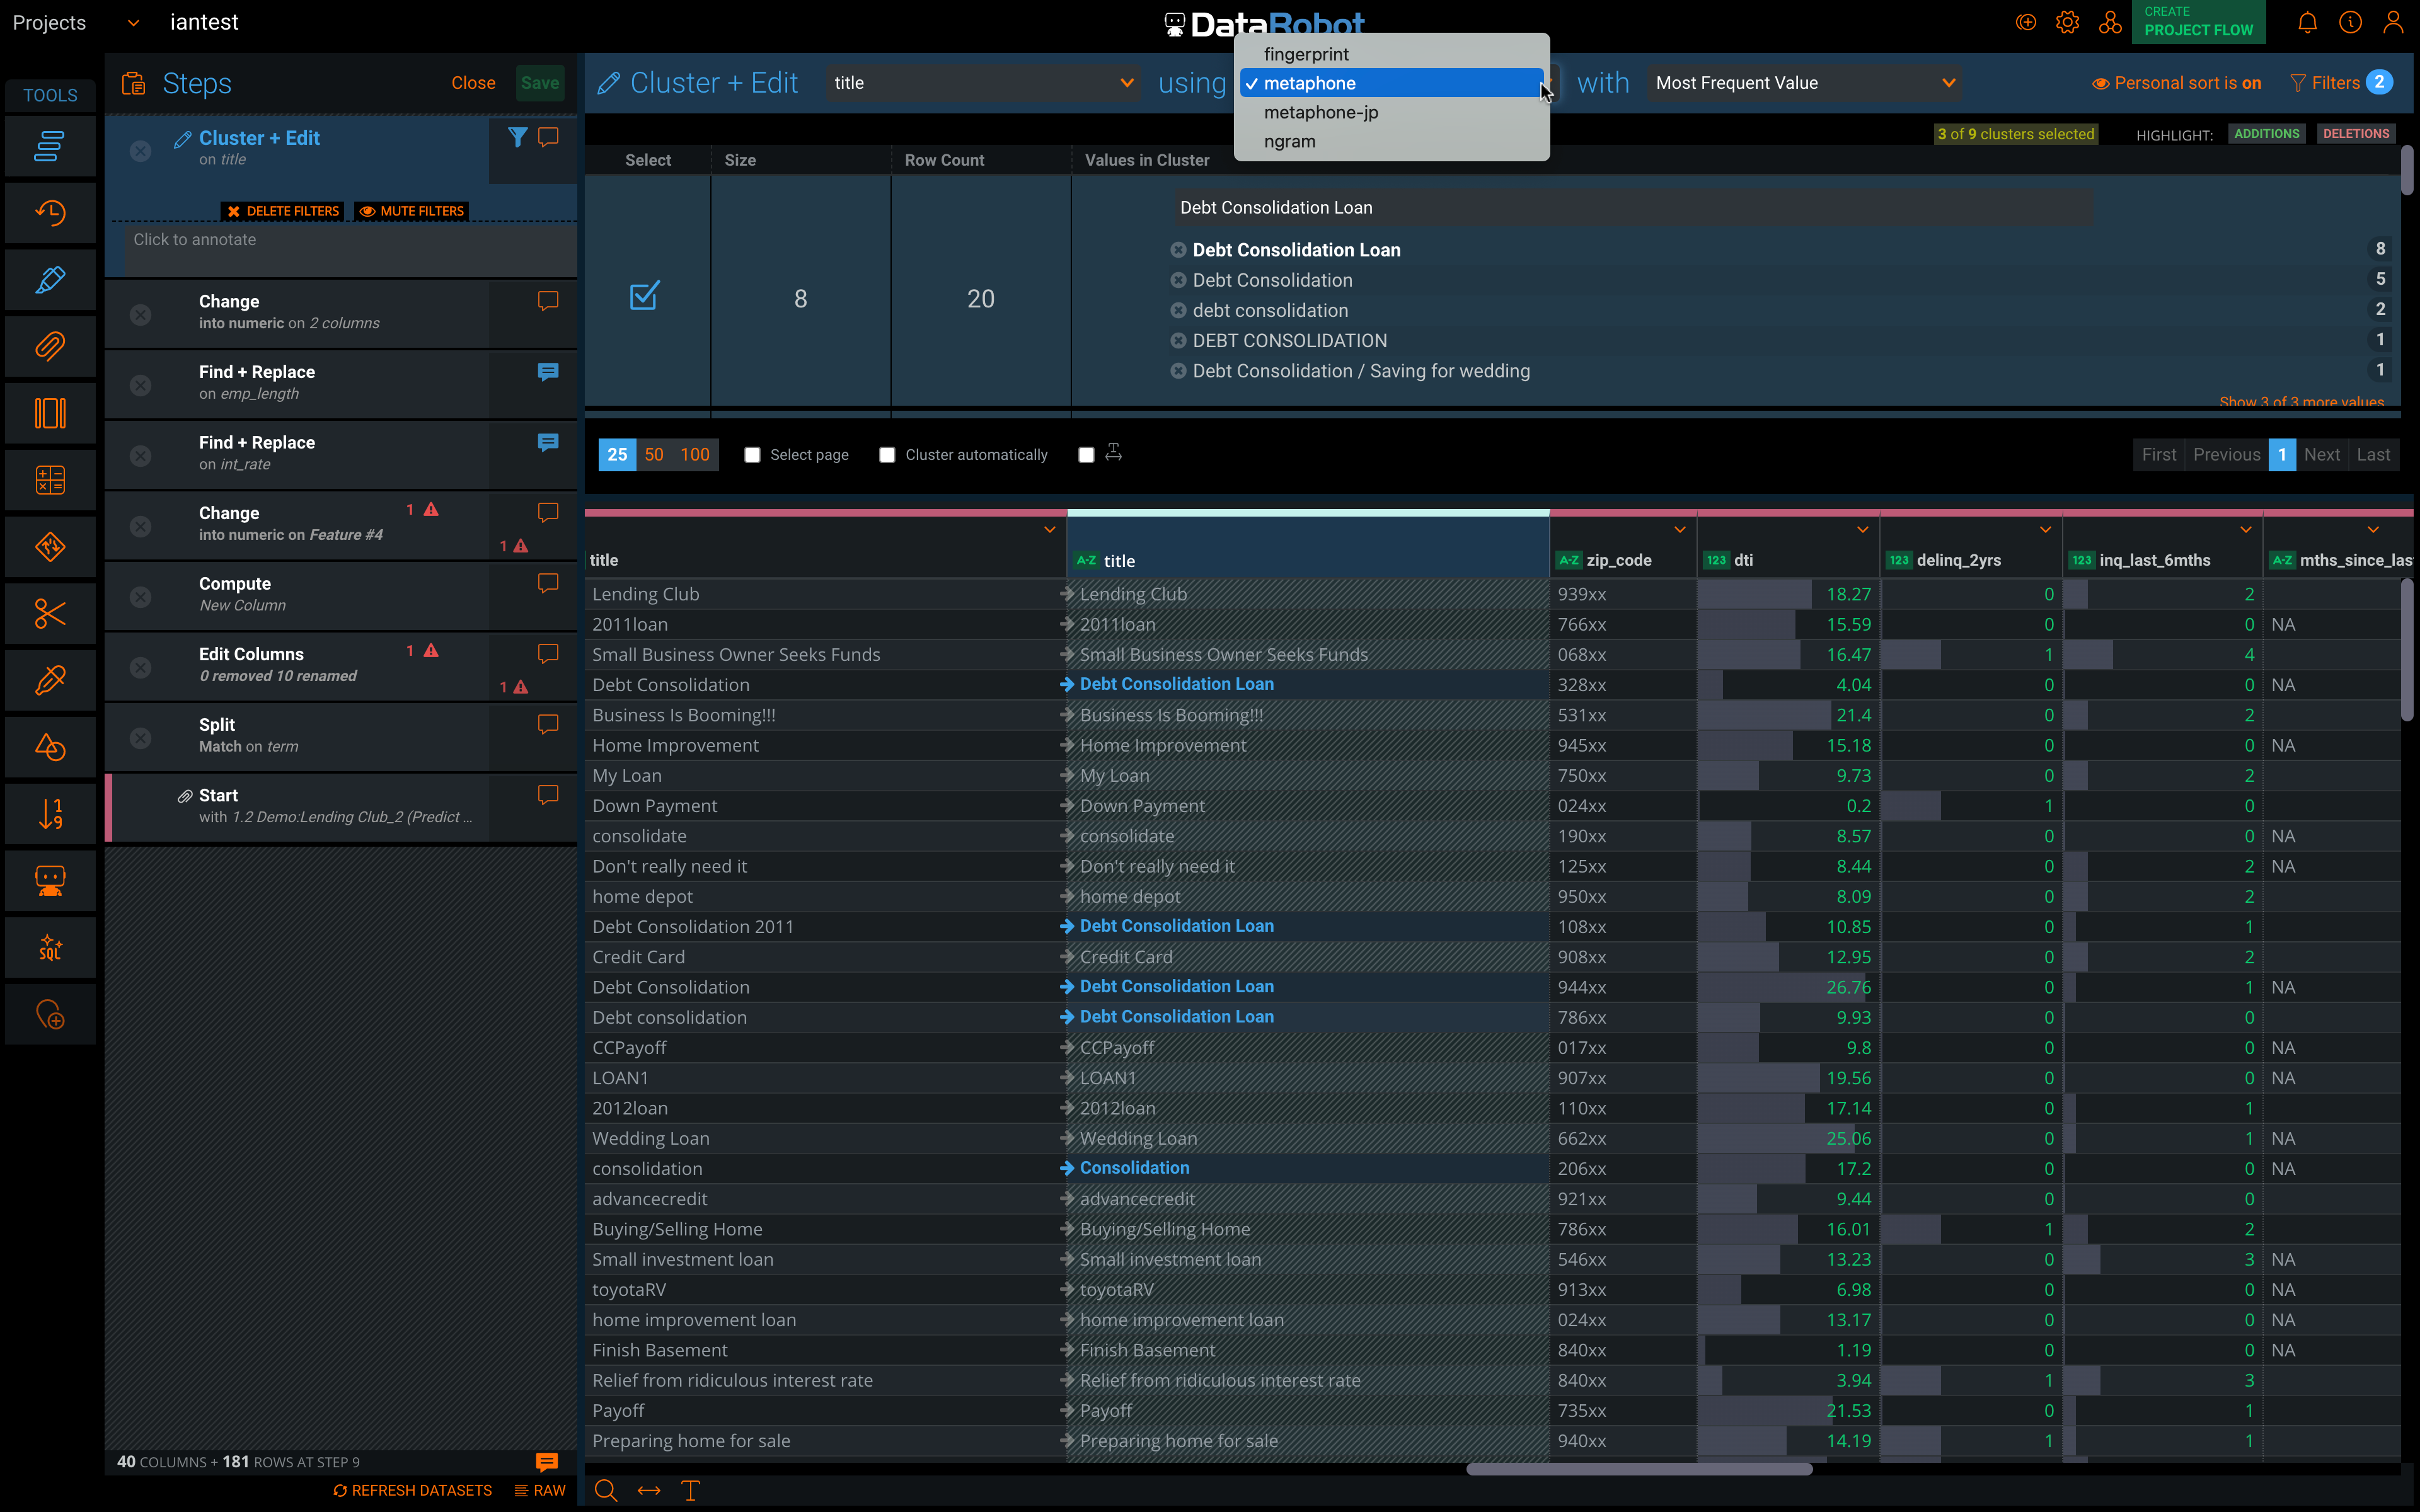 Projects
iantest
DataRobot
CREATE
PROJECT FLOW
TOOLS
Steps
Close
Save
Cluster + Edit
on title
DELETE FILTERS
MUTE FILTERS
Click to annotate
Change
into numeric on 2 columns
Find + Replace
on emp_length
Find + Replace
on int_rate
Change
1
into numeric on Feature #4
1
Compute
New Column
Edit Columns
1
0 removed 10 renamed
1
Split
Match on term
Start
with 1.2 Demo:Lending Club_2 (Predict ...
40 COLUMNS + 181 ROWS AT STEP 9
REFRESH DATASETS
RAW
SQL
Cluster + Edit title using with Most Frequent Value Personal sort is on Filters 2
fingerprint
metaphone
metaphone-jp
ngram
3 of 9 clusters selected HIGHLIGHT: ADDITIONS DELETIONS
Select Size Row Count Values in Cluster
Debt Consolidation Loan
8 20
Debt Consolidation Loan 8
Debt Consolidation 5
debt consolidation 2
DEBT CONSOLIDATION 1
Debt Consolidation / Saving for wedding 1
Show 3 of 3 more values
25 50 100 Select page Cluster automatically First Previous 1 Next Last
title A-Z title A-Z zip_code 123 dti 123 delinq_2yrs 123 inq_last_6mths A-Z mths_since_las
Lending Club Lending Club 939xx 18.27 0 2
2011loan 2011loan 766xx 15.59 0 0 NA
Small Business Owner Seeks Funds Small Business Owner Seeks Funds 068xx 16.47 1 4
Debt Consolidation Debt Consolidation Loan 328xx 4.04 0 0 NA
Business Is Booming!!! Business Is Booming!!! 531xx 21.4 0 2
Home Improvement Home Improvement 945xx 15.18 0 0 NA
My Loan My Loan 750xx 9.73 0 2
Down Payment Down Payment 024xx 0.2 1 0
consolidate consolidate 190xx 8.57 0 0 NA
Don't really need it Don't really need it 125xx 8.44 0 2 NA
home depot home depot 950xx 8.09 0 2
Debt Consolidation 2011 Debt Consolidation Loan 108xx 10.85 0 1
Credit Card Credit Card 908xx 12.95 0 2
Debt Consolidation Debt Consolidation Loan 944xx 26.76 0 1 NA
Debt consolidation Debt Consolidation Loan 786xx 9.93 0 0
CCPayoff CCPayoff 017xx 9.8 0 0 NA
LOAN1 LOAN1 907xx 19.56 0 0 NA
2012loan 2012loan 110xx 17.14 0 1
Wedding Loan Wedding Loan 662xx 25.06 0 1 NA
consolidation Consolidation 206xx 17.2 0 0 NA
advancecredit advancecredit 921xx 9.44 0 0
Buying/Selling Home Buying/Selling Home 786xx 16.01 1 2
Small investment loan Small investment loan 546xx 13.23 0 3 NA
toyotaRV toyotaRV 913xx 6.98 0 0 NA
home improvement loan home improvement loan 024xx 13.17 0 0 NA
Finish Basement Finish Basement 840xx 1.19 0 0 NA
Relief from ridiculous interest rate Relief from ridiculous interest rate 840xx 3.94 1 3
Payoff Payoff 735xx 21.53 0 1
Preparing home for sale Preparing home for sale 940xx 14.19 1 1